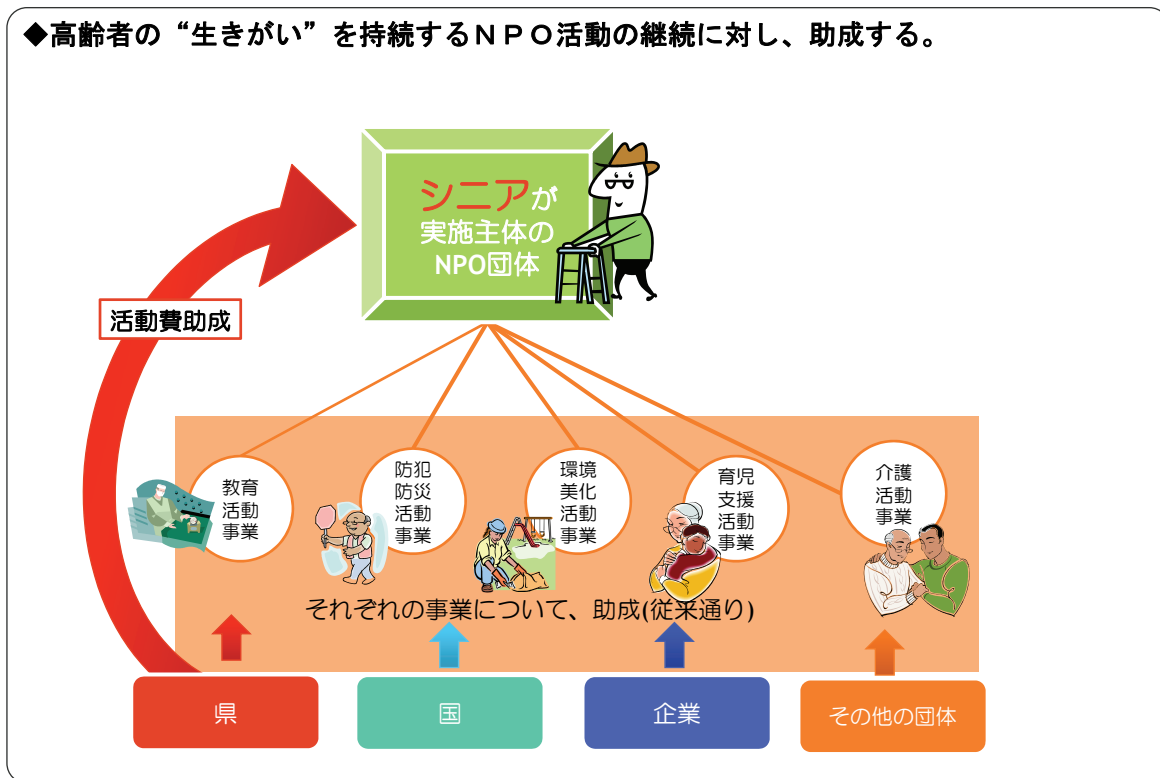 ◆高齢者の“生きがい”を持続するNPO活動の継続に対し、助成する。
シニアが
実施主体の
NPO団体
活動費助成
教育
活動
事業
防犯
防災
活動
事業
環境
美化
活動
事業
育児
支援
活動
事業
介護
活動
事業
それぞれの事業について、助成(従来通り)
県
国
企業
その他の団体